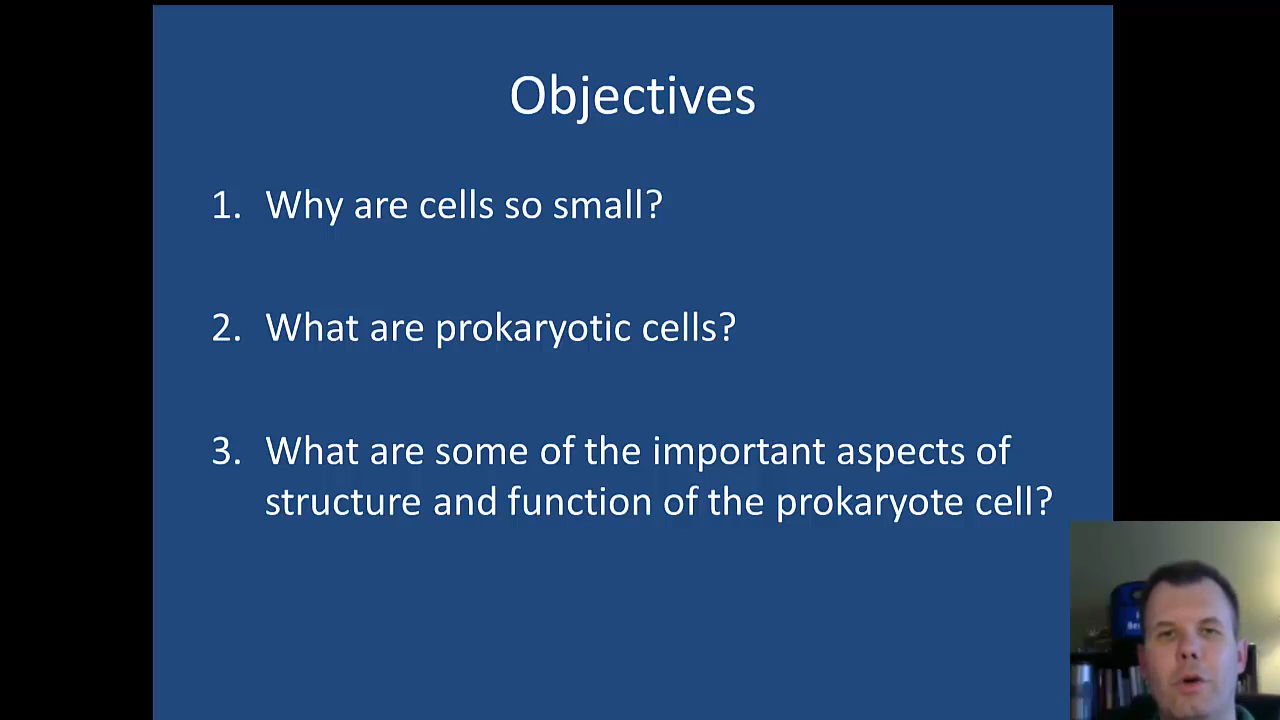 Objectives
1. Why are cells so small?
2. What are prokaryotic cells?
3. What are some of the important aspects of
structure and function of the prokaryote cell?